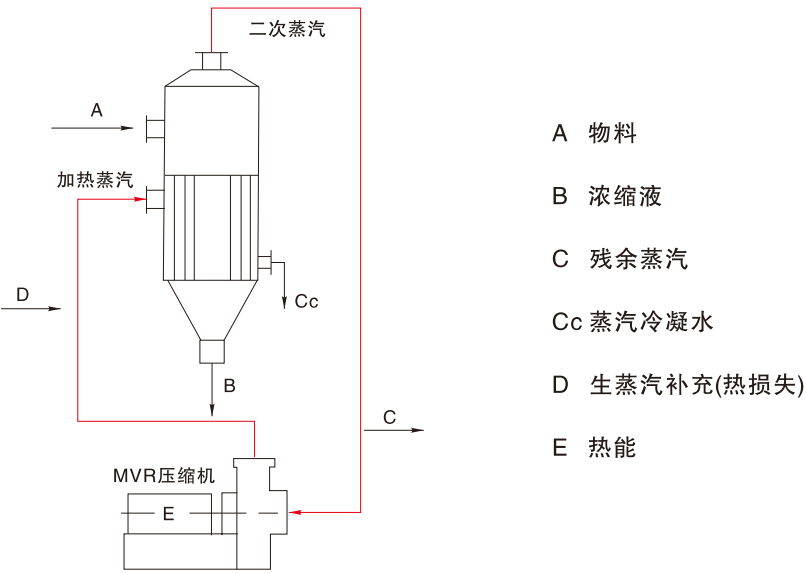 二次蒸汽
A
加热蒸汽
D
Cc
B
C
MVR压缩机
E
A 物料
B 浓缩液
C 残余蒸汽
Cc 蒸汽冷凝水
D 生蒸汽补充(热损失)
E 热能